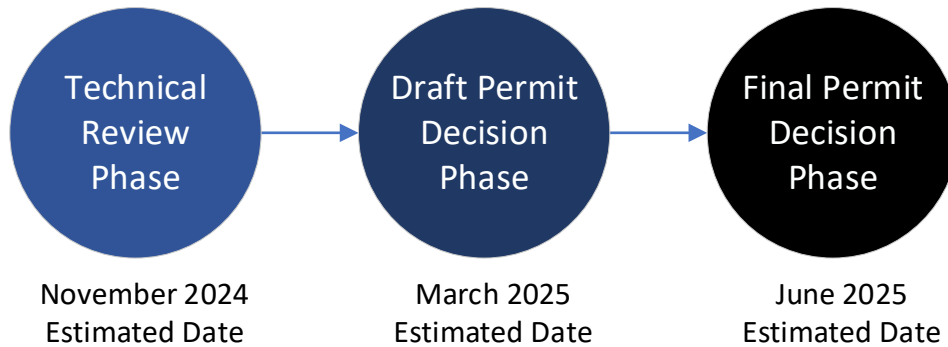 Technical
Review
Phase
Draft Permit
Decision
Phase
Final Permit
Decision
Phase
November 2024
Estimated Date
March 2025
Estimated Date
June 2025
Estimated Date